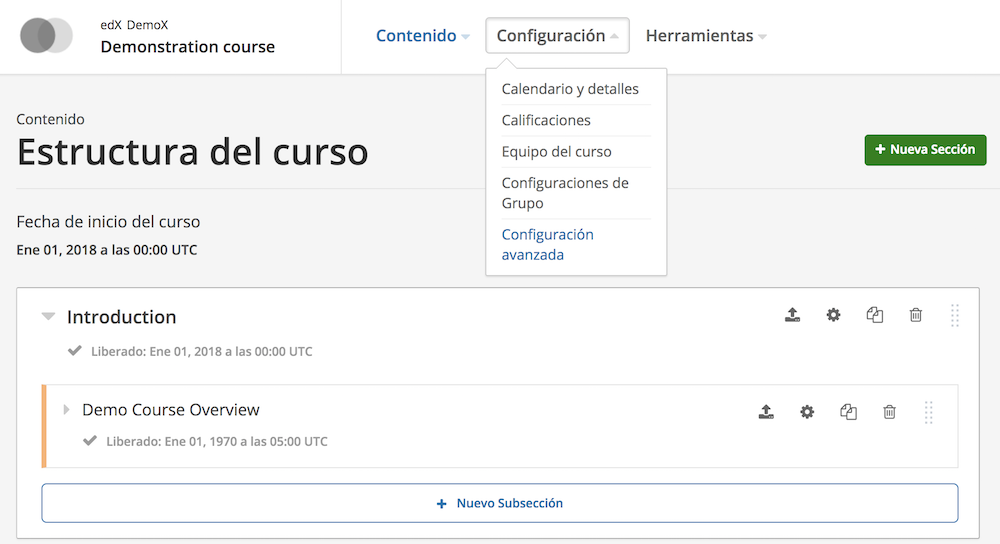 edX DemoX
Demonstration course
Contenido
Configuración
Herramientas
Calendario y detalles
Calificaciones
Equipo del curso
Configuraciones de
Grupo
Configuración
avanzada
Contenido
Estructura del curso
+ Nueva Sección
Fecha de inicio del curso
Ene 01, 2018 a las 00:00 UTC
Introduction
Liberado: Ene 01, 2018 a las 00:00 UTC
Demo Course Overview
Liberado: Ene 01, 1970 a las 05:00 UTC
+ Nuevo Subsección